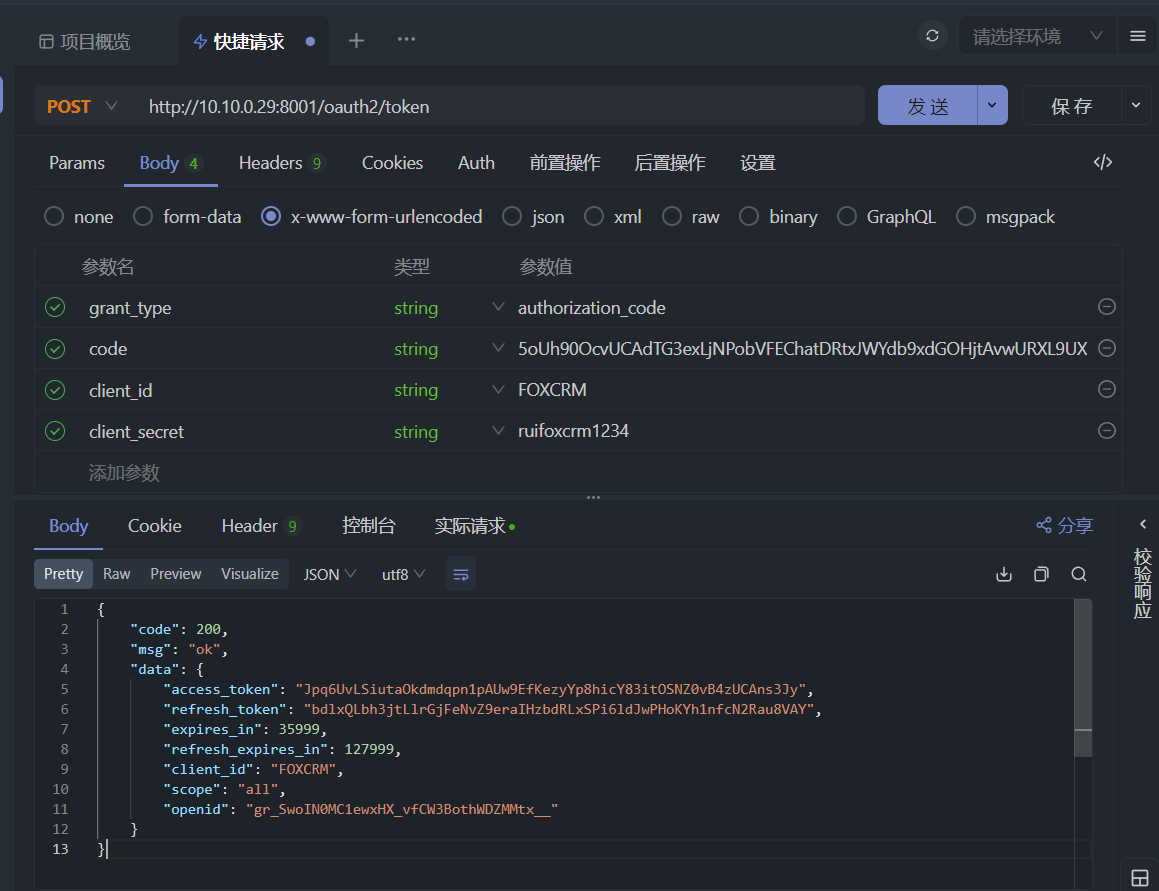 项目概览 快捷请求 请选择环境
POST http://10.10.0.29:8001/oauth2/token 发 送 保 存
Params Body 4 Headers 9 Cookies Auth 前置操作 后置操作 设置
none form-data x-www-form-urlencoded json xml raw binary GraphQL msgpack
参数名 类型 参数值
grant_type string authorization_code
code string 5oUh90OcvUCAdTG3exLjNPobVFEChatDRtxJWYdb9xdGOHjtAvwURXL9UX
client_id string FOXCRM
client_secret string ruifoxcrm1234
添加参数
Body Cookie Header 9 控制台 实际请求 分享
校验响应
Pretty Raw Preview Visualize JSON utf8
1 {
2 "code": 200,
3 "msg": "ok",
4 "data": {
5 "access_token": "Jpq6UvLSiutaOkdmdqpn1pAUw9EfKezyYp8hicY83itOSNZ0vB4zUCAns3Jy",
6 "refresh_token": "bdlxQLbh3jtLlrGjFeNvZ9eraIHzbdRLxSPi6ldJwPHoKYh1nfcN2Rau8VAY",
7 "expires_in": 35999,
8 "refresh_expires_in": 127999,
9 "client_id": "FOXCRM",
10 "scope": "all",
11 "openid": "gr_SwoIN0MC1ewxHX_vfCW3BothWDZMMtx__"
12 }
13 }